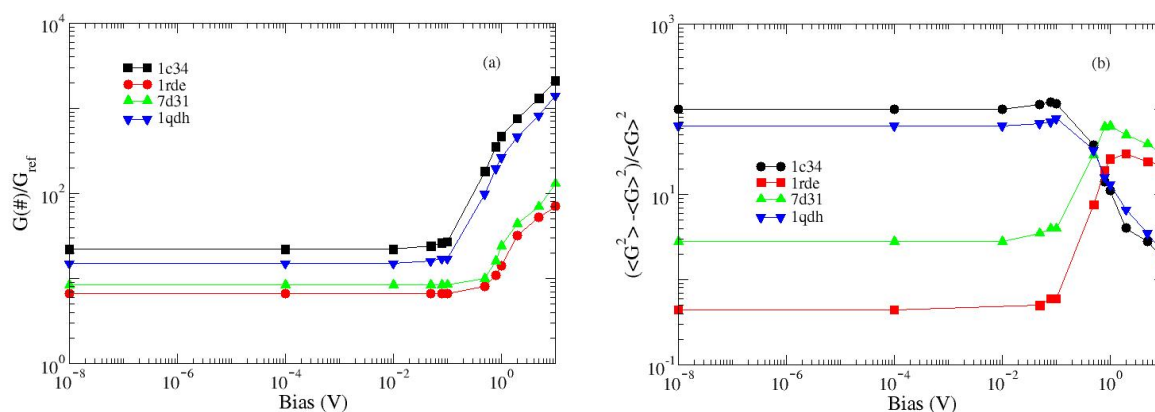 10^4
10^2
10^0
G(#)/G_ref
(a)
1c34
1rde
7d31
1qdh
10^-8
10^-6
10^-4
10^-2
10^0
Bias (V)
10^3
10^1
10^-1
(<G^2> -<G>^2)/<G>^2
(b)
1c34
1rde
7d31
1qdh
10^-8
10^-6
10^-4
10^-2
10^0
Bias (V)